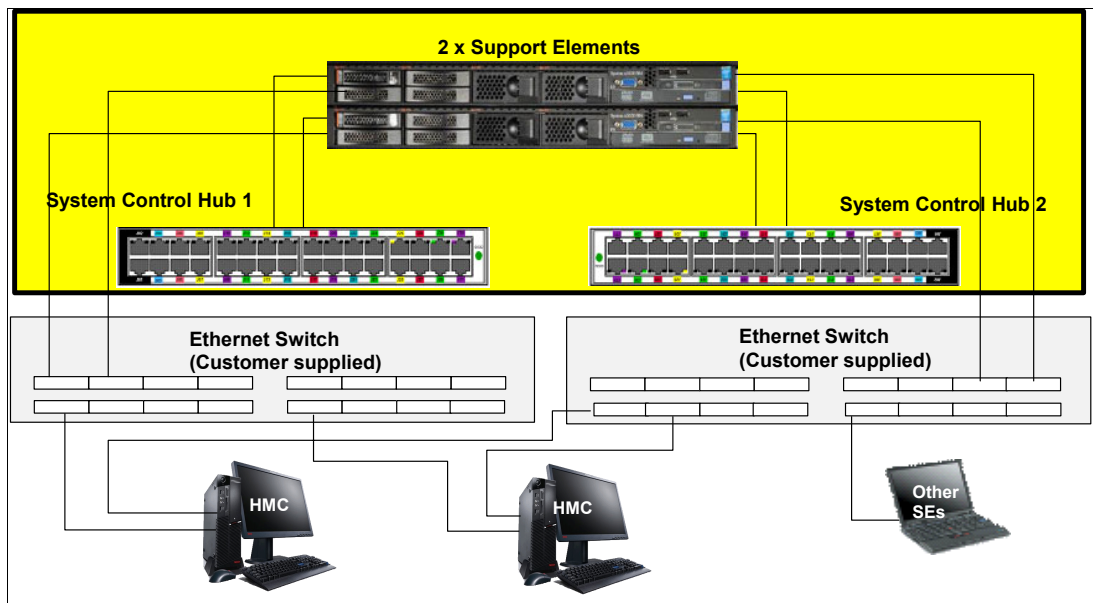 2 x Support Elements
System Control Hub 1
System Control Hub 2
Ethernet Switch
(Customer supplied)
Ethernet Switch
(Customer supplied)
HMC
HMC
Other
SEs